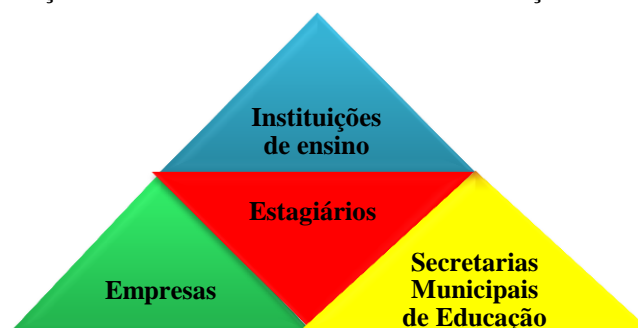 Instituições
de ensino
Estagiários
Empresas
Secretarias
Municipais
de Educação